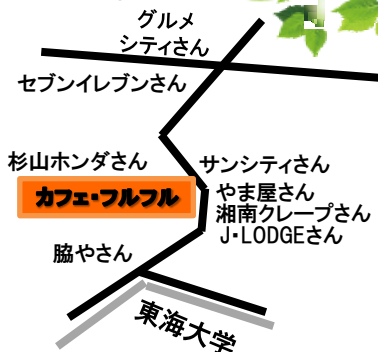 グルメ
シティさん
セブンイレブンさん
杉山ホンダさん
サンシティさん
カフェ・フルフル
やま屋さん
湘南クレープさん
J・LODGEさん
脇やさん
東海大学